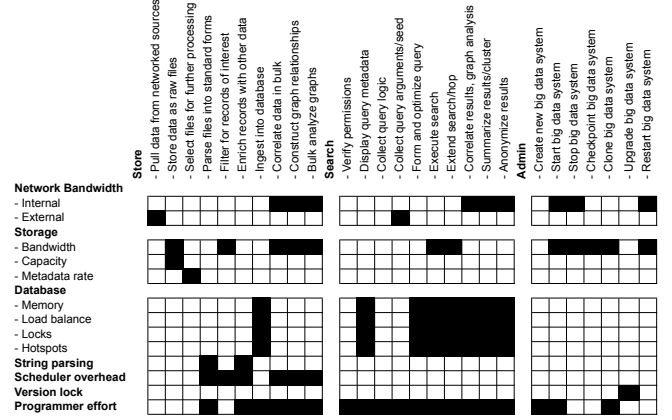 Store
- Pull data from networked sources
- Store data as raw files
- Select files for further processing
- Parse files into standard forms
- Filter for records of interest
- Enrich records with other data
- Ingest into database
- Correlate data in bulk
- Construct graph relationships
- Bulk analyze graphs
Search
- Verify permissions
- Display query metadata
- Collect query logic
- Collect query arguments/seed
- Form and optimize query
- Execute search
- Extend search/hop
- Correlate results, graph analysis
- Summarize results/cluster
- Anonymize results
Admin
- Create new big data system
- Start big data system
- Stop big data system
- Checkpoint big data system
- Clone big data system
- Upgrade big data system
- Restart big data system
Network Bandwidth
- Internal
- External
Storage
- Bandwidth
- Capacity
- Metadata rate
Database
- Memory
- Load balance
- Locks
- Hotspots
String parsing
Scheduler overhead
Version lock
Programmer effort